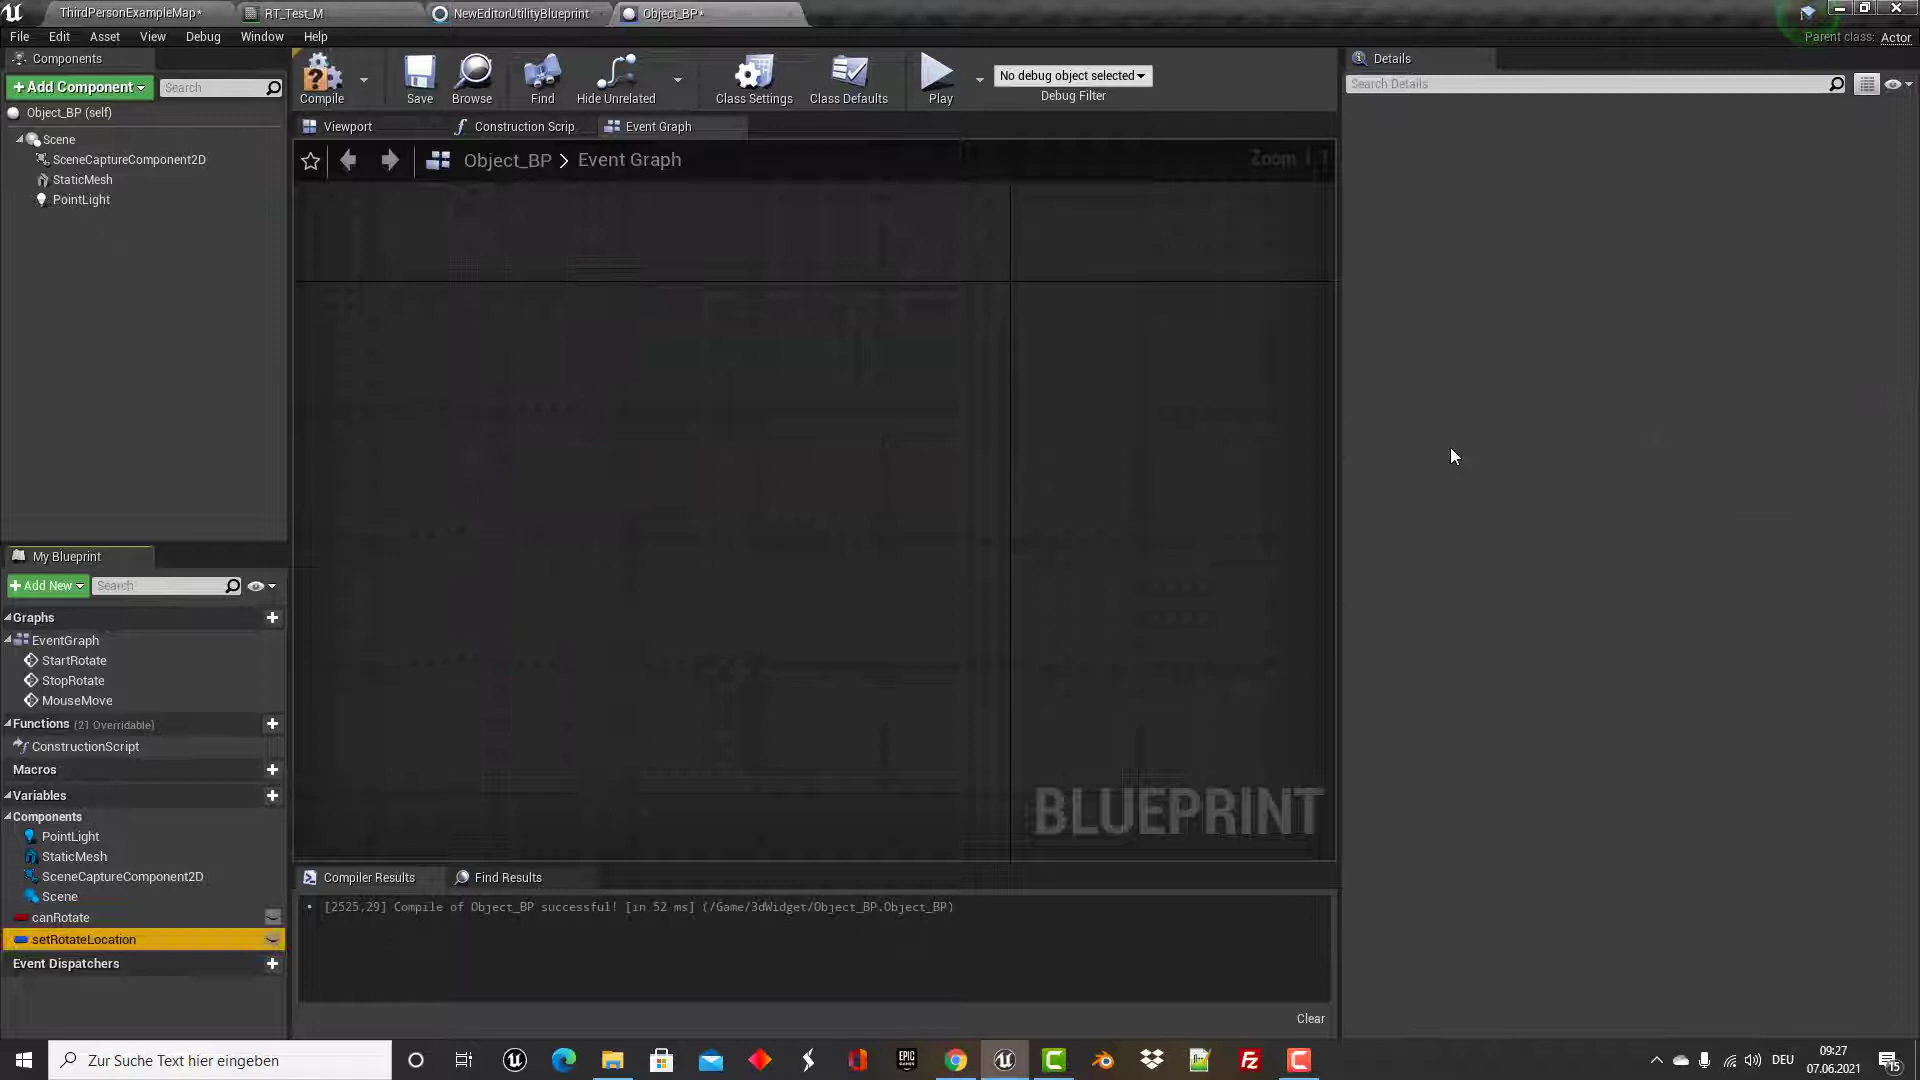 ThirdPersonExampleMap*
RT_Test_M
NewEditorUtilityBlueprint
Object_BP*
File
Edit
Asset
View
Debug
Window
Help
Parent class: Actor
Components
+Add Component
Search
Object_BP (self)
Scene
SceneCaptureComponent2D
StaticMesh
PointLight
Compile
Save
Browse
Find
Hide Unrelated
Class Settings
Class Defaults
Play
No debug object selected
Debug Filter
Details
Search Details
Viewport
Construction Scrip
Event Graph
Object_BP > Event Graph
Zoom 1:1
BLUEPRINT
My Blueprint
+Add New
Search
Graphs
EventGraph
StartRotate
StopRotate
MouseMove
Functions (21 Overridable)
ConstructionScript
Macros
Variables
Components
PointLight
StaticMesh
SceneCaptureComponent2D
Scene
canRotate
setRotateLocation
Event Dispatchers
Compiler Results
Find Results
[2525,29] Compile of Object_BP successful! [in 52 ms] (/Game/3dWidget/Object_BP.Object_BP)
Clear
Zur Suche Text hier eingeben
EPIC
GAMES
DEU
09:27
07.06.2021
15